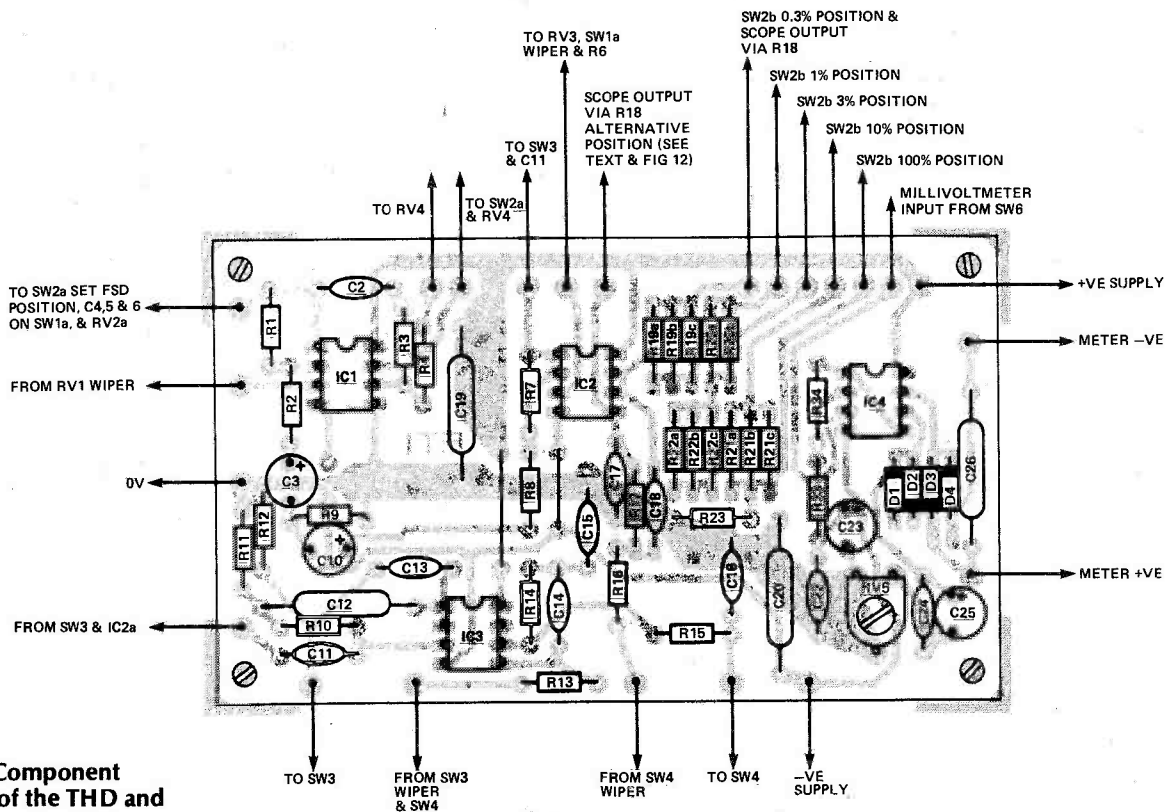 SW2b 0.3% POSITION &
SCOPE OUTPUT
VIA R18
TO RV3, SW1a
WIPER & R6
SW2b 1% POSITION
SCOPE OUTPUT
VIA R18
ALTERNATIVE
POSITION (SEE
TEXT & FIG 12)
SW2b 3% POSITION
SW2b 10% POSITION
TO SW3
& C11
SW2b 100% POSITION
MILLIVOLTMETER
INPUT FROM SW6
TO RV4
TO SW2a
& RV4
TO SW2a SET FSD
POSITION, C4,5 & 6
ON SW1a, & RV2a
+VE SUPPLY
METER –VE
FROM RV1 WIPER
0V
METER +VE
FROM SW3 & IC2a
C2
R1
R3
R4
IC1
R2
C19
R7
IC2
R19a
R19b
R19c
R34
IC4
R22a
R22b
R22c
R21a
R21b
R21c
C3
+
R8
C17
R17
C18
R23
C23
D1
D2
D3
D4
C26
R11
R12
R9
C10
+
C15
C13
R14
C14
R16
C16
C20
C25
C12
R10
C11
IC3
R15
R13
TO SW3
FROM SW3
WIPER
& SW4
FROM SW4
WIPER
TO SW4
–VE
SUPPLY
Component
of the THD and